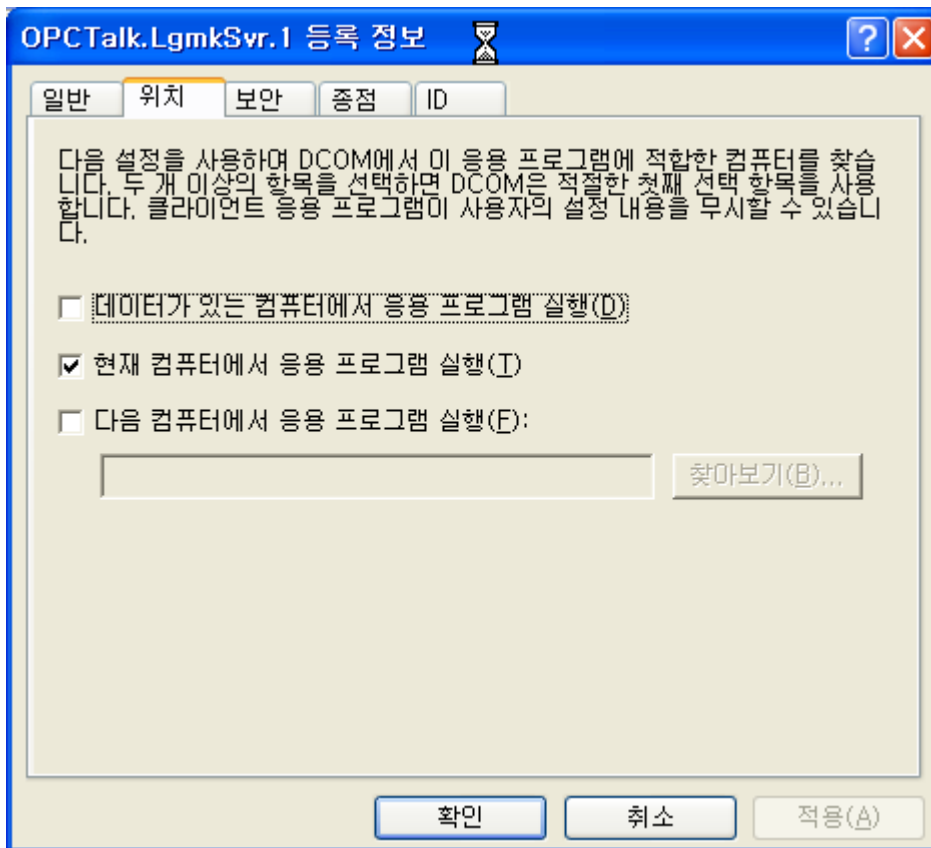 OPCTalk.LgmkSvr.1 등록 정보
일반 위치 보안 종점 ID
다음 설정을 사용하여 DCOM에서 이 응용 프로그램에 적합한 컴퓨터를 찾습
니다. 두 개 이상의 항목을 선택하면 DCOM은 적절한 첫째 선택 항목을 사용
합니다. 클라이언트 응용 프로그램이 사용자의 설정 내용을 무시할 수 있습니
다.
데이터가 있는 컴퓨터에서 응용 프로그램 실행(D)
현재 컴퓨터에서 응용 프로그램 실행(T)
다음 컴퓨터에서 응용 프로그램 실행(F):
찾아보기(B)...
확인 취소 적용(A)